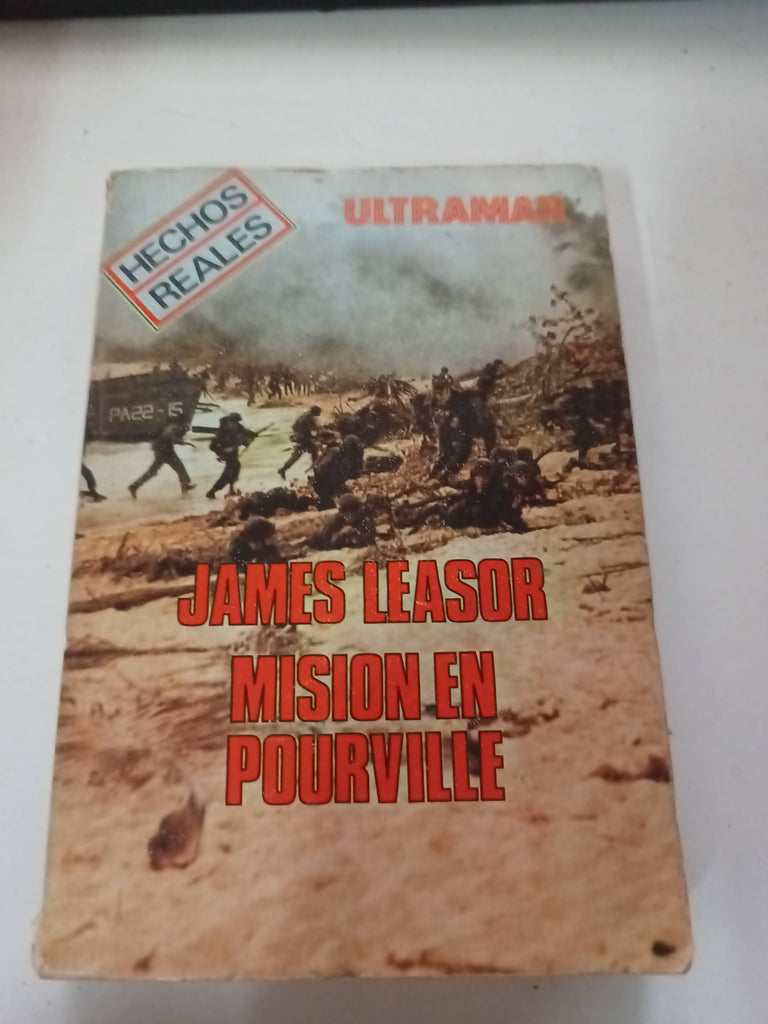 HECHOS
REALES
ULTRAMAR
PA22-15
JAMES LEASOR
MISION EN
POURVILLE